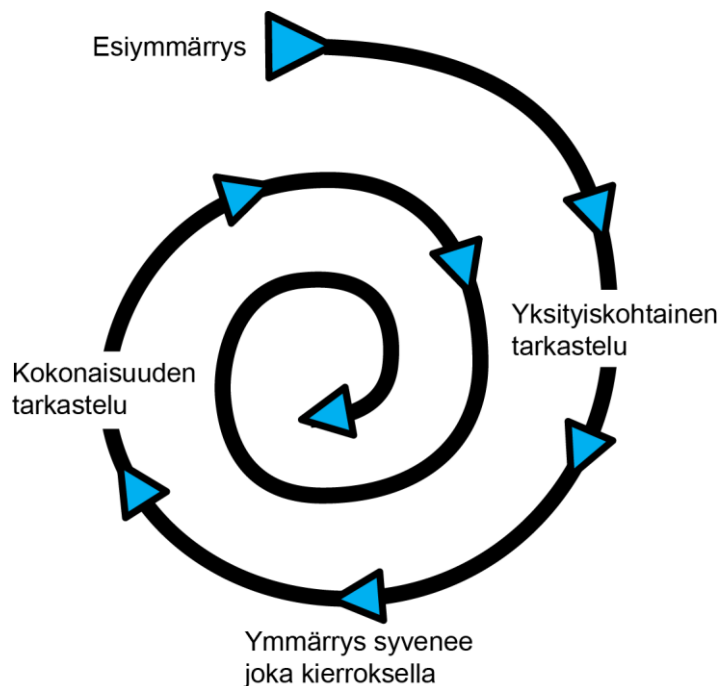 Esiymmärrys
Yksityiskohtainen
tarkastelu
Kokonaisuuden
tarkastelu
Ymmärrys syvenee
joka kierroksella